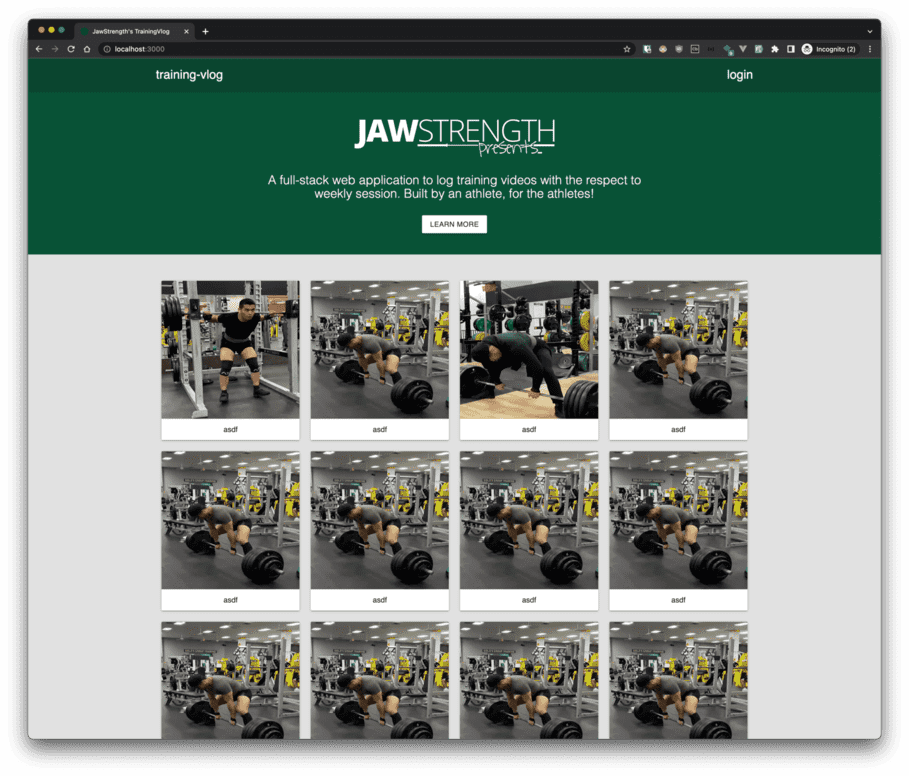 JawStrength's TrainingVlog
localhost:3000
Incognito (2)
training-vlog
login
JAWSTRENGTH
presents...
A full-stack web application to log training videos with the respect to
weekly session. Built by an athlete, for the athletes!
LEARN MORE
asdf
asdf
asdf
asdf
asdf
asdf
asdf
asdf